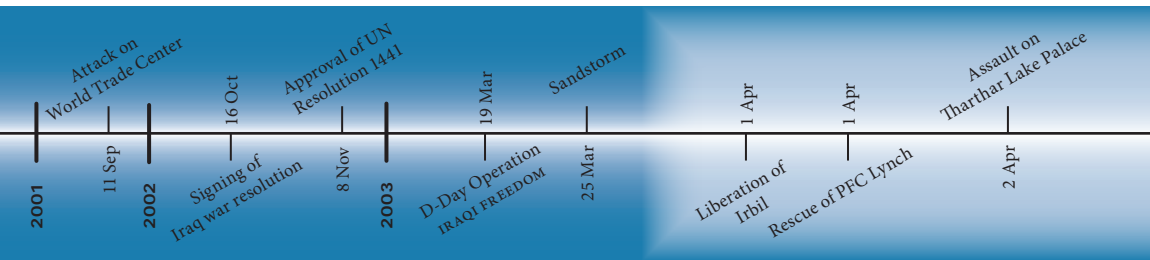 2001
Attack on
World Trade Center
11 Sep
2002
16 Oct
Signing of
Iraq war resolution
Approval of UN
Resolution 1441
8 Nov
2003
19 Mar
D-Day Operation
IRAQI FREEDOM
Sandstorm
25 Mar
1 Apr
Liberation of
Irbil
1 Apr
Rescue of PFC Lynch
Assault on
Tharthar Lake Palace
2 Apr